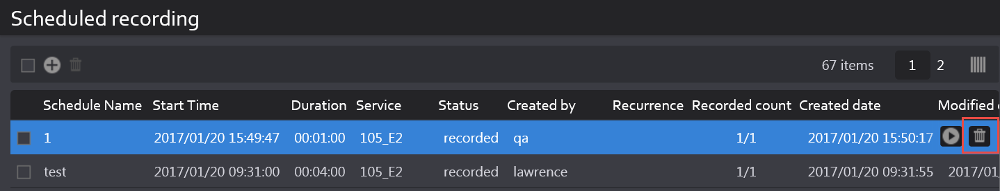 Scheduled recording
67 items 1 2
Schedule Name Start Time Duration Service Status Created by Recurrence Recorded count Created date Modified
1 2017/01/20 15:49:47 00:01:00 105_E2 recorded qa 1/1 2017/01/20 15:50:17
test 2017/01/20 09:31:00 00:04:00 105_E2 recorded lawrence 1/1 2017/01/20 09:31:55 2017/01/